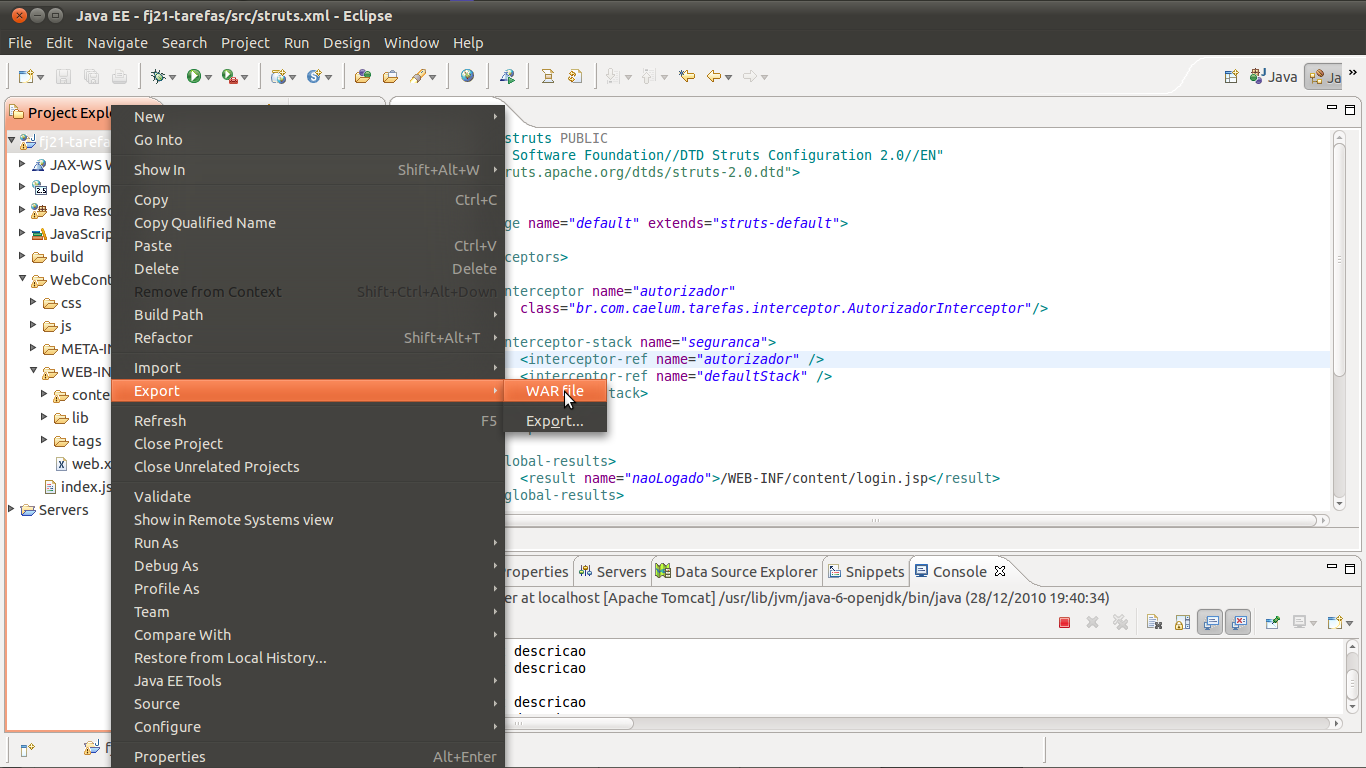 Java EE - fj21-tarefas/src/struts.xml - Eclipse
File Edit Navigate Search Project Run Design Window Help
Java Ja
Project Expl
fj21-tarefa
JAX-WS W
Deploym
Java Reso
JavaScrip
build
WebCont
css
js
META-IN
WEB-IN
conte
lib
tags
web.x
index.js
Servers
New
Go Into
Show In Shift+Alt+W
Copy Ctrl+C
Copy Qualified Name
Paste Ctrl+V
Delete Delete
Remove from Context Shift+Ctrl+Alt+Down
Build Path
Refactor Shift+Alt+T
Import
Export
Refresh F5
Close Project
Close Unrelated Projects
Validate
Show in Remote Systems view
Run As
Debug As
Profile As
Team
Compare With
Restore from Local History...
Java EE Tools
Source
Configure
Properties Alt+Enter
WAR file
Export...
struts PUBLIC
Software Foundation//DTD Struts Configuration 2.0//EN"
ruts.apache.org/dtds/struts-2.0.dtd">
ge name="default" extends="struts-default">
ceptors>
nterceptor name="autorizador"
class="br.com.caelum.tarefas.interceptor.AutorizadorInterceptor"/>
nterceptor-stack name="seguranca">
<interceptor-ref name="autorizador" />
<interceptor-ref name="defaultStack" />
tack>
lobal-results>
<result name="naoLogado">/WEB-INF/content/login.jsp</result>
global-results>
roperties Servers Data Source Explorer Snippets Console
er at localhost [Apache Tomcat] /usr/lib/jvm/java-6-openjdk/bin/java (28/12/2010 19:40:34)
descricao
descricao
descricao